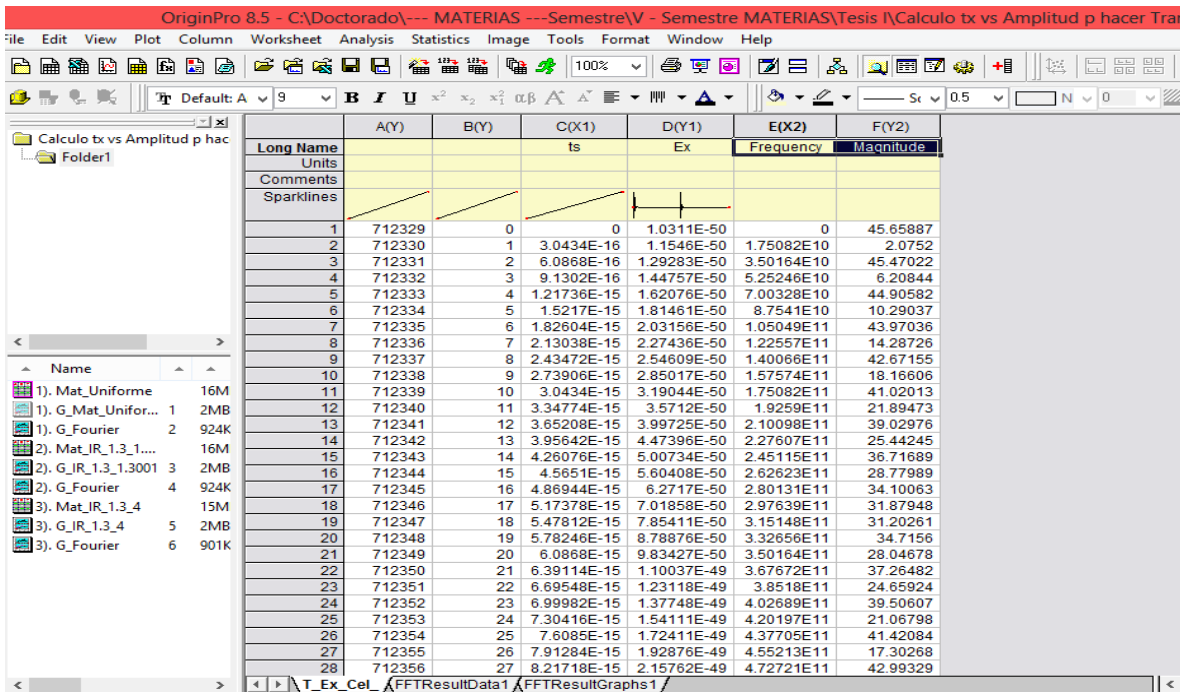 OriginPro 8.5 - C:\Doctorado\--- MATERIAS ---Semestre\V - Semestre MATERIAS\Tesis I\Calculo tx vs Amplitud p hacer Tra
File Edit View Plot Column Worksheet Analysis Statistics Image Tools Format Window Help
100%
Default: A 9 B I U 0.5 N 0
Calculo tx vs Amplitud p hac
Folder1
Name
1). Mat_Uniforme 16M
1). G_Mat_Unifor... 1 2MB
1). G_Fourier 2 924K
2). Mat_IR_1.3_1.... 16M
2). G_IR_1.3_1.3001 3 2MB
2). G_Fourier 4 924K
3). Mat_IR_1.3_4 15M
3). G_IR_1.3_4 5 2MB
3). G_Fourier 6 901K
A(Y) B(Y) C(X1) D(Y1) E(X2) F(Y2)
Long Name ts Ex Frequency Magnitude
Units
Comments
Sparklines
1 712329 0 0 1.0311E-50 0 45.65887
2 712330 1 3.0434E-16 1.1546E-50 1.75082E10 2.0752
3 712331 2 6.0868E-16 1.29283E-50 3.50164E10 45.47022
4 712332 3 9.1302E-16 1.44757E-50 5.25246E10 6.20844
5 712333 4 1.21736E-15 1.62076E-50 7.00328E10 44.90582
6 712334 5 1.5217E-15 1.81461E-50 8.7541E10 10.29037
7 712335 6 1.82604E-15 2.03156E-50 1.05049E11 43.97036
8 712336 7 2.13038E-15 2.27436E-50 1.22557E11 14.28726
9 712337 8 2.43472E-15 2.54609E-50 1.40066E11 42.67155
10 712338 9 2.73906E-15 2.85017E-50 1.57574E11 18.16606
11 712339 10 3.0434E-15 3.19044E-50 1.75082E11 41.02013
12 712340 11 3.34774E-15 3.5712E-50 1.9259E11 21.89473
13 712341 12 3.65208E-15 3.99725E-50 2.10098E11 39.02976
14 712342 13 3.95642E-15 4.47396E-50 2.27607E11 25.44245
15 712343 14 4.26076E-15 5.00734E-50 2.45115E11 36.71689
16 712344 15 4.5651E-15 5.60408E-50 2.62623E11 28.77989
17 712345 16 4.86944E-15 6.2717E-50 2.80131E11 34.10063
18 712346 17 5.17378E-15 7.01858E-50 2.97639E11 31.87948
19 712347 18 5.47812E-15 7.85411E-50 3.15148E11 31.20261
20 712348 19 5.78246E-15 8.78876E-50 3.32656E11 34.7156
21 712349 20 6.0868E-15 9.83427E-50 3.50164E11 28.04678
22 712350 21 6.39114E-15 1.10037E-49 3.67672E11 37.26482
23 712351 22 6.69548E-15 1.23118E-49 3.8518E11 24.65924
24 712352 23 6.99982E-15 1.37748E-49 4.02689E11 39.50607
25 712353 24 7.30416E-15 1.54111E-49 4.20197E11 21.06798
26 712354 25 7.6085E-15 1.72411E-49 4.37705E11 41.42084
27 712355 26 7.91284E-15 1.92876E-49 4.55213E11 17.30268
28 712356 27 8.21718E-15 2.15762E-49 4.72721E11 42.99329
T_Ex_Cel_ FFTResultData1 FFTResultGraphs1